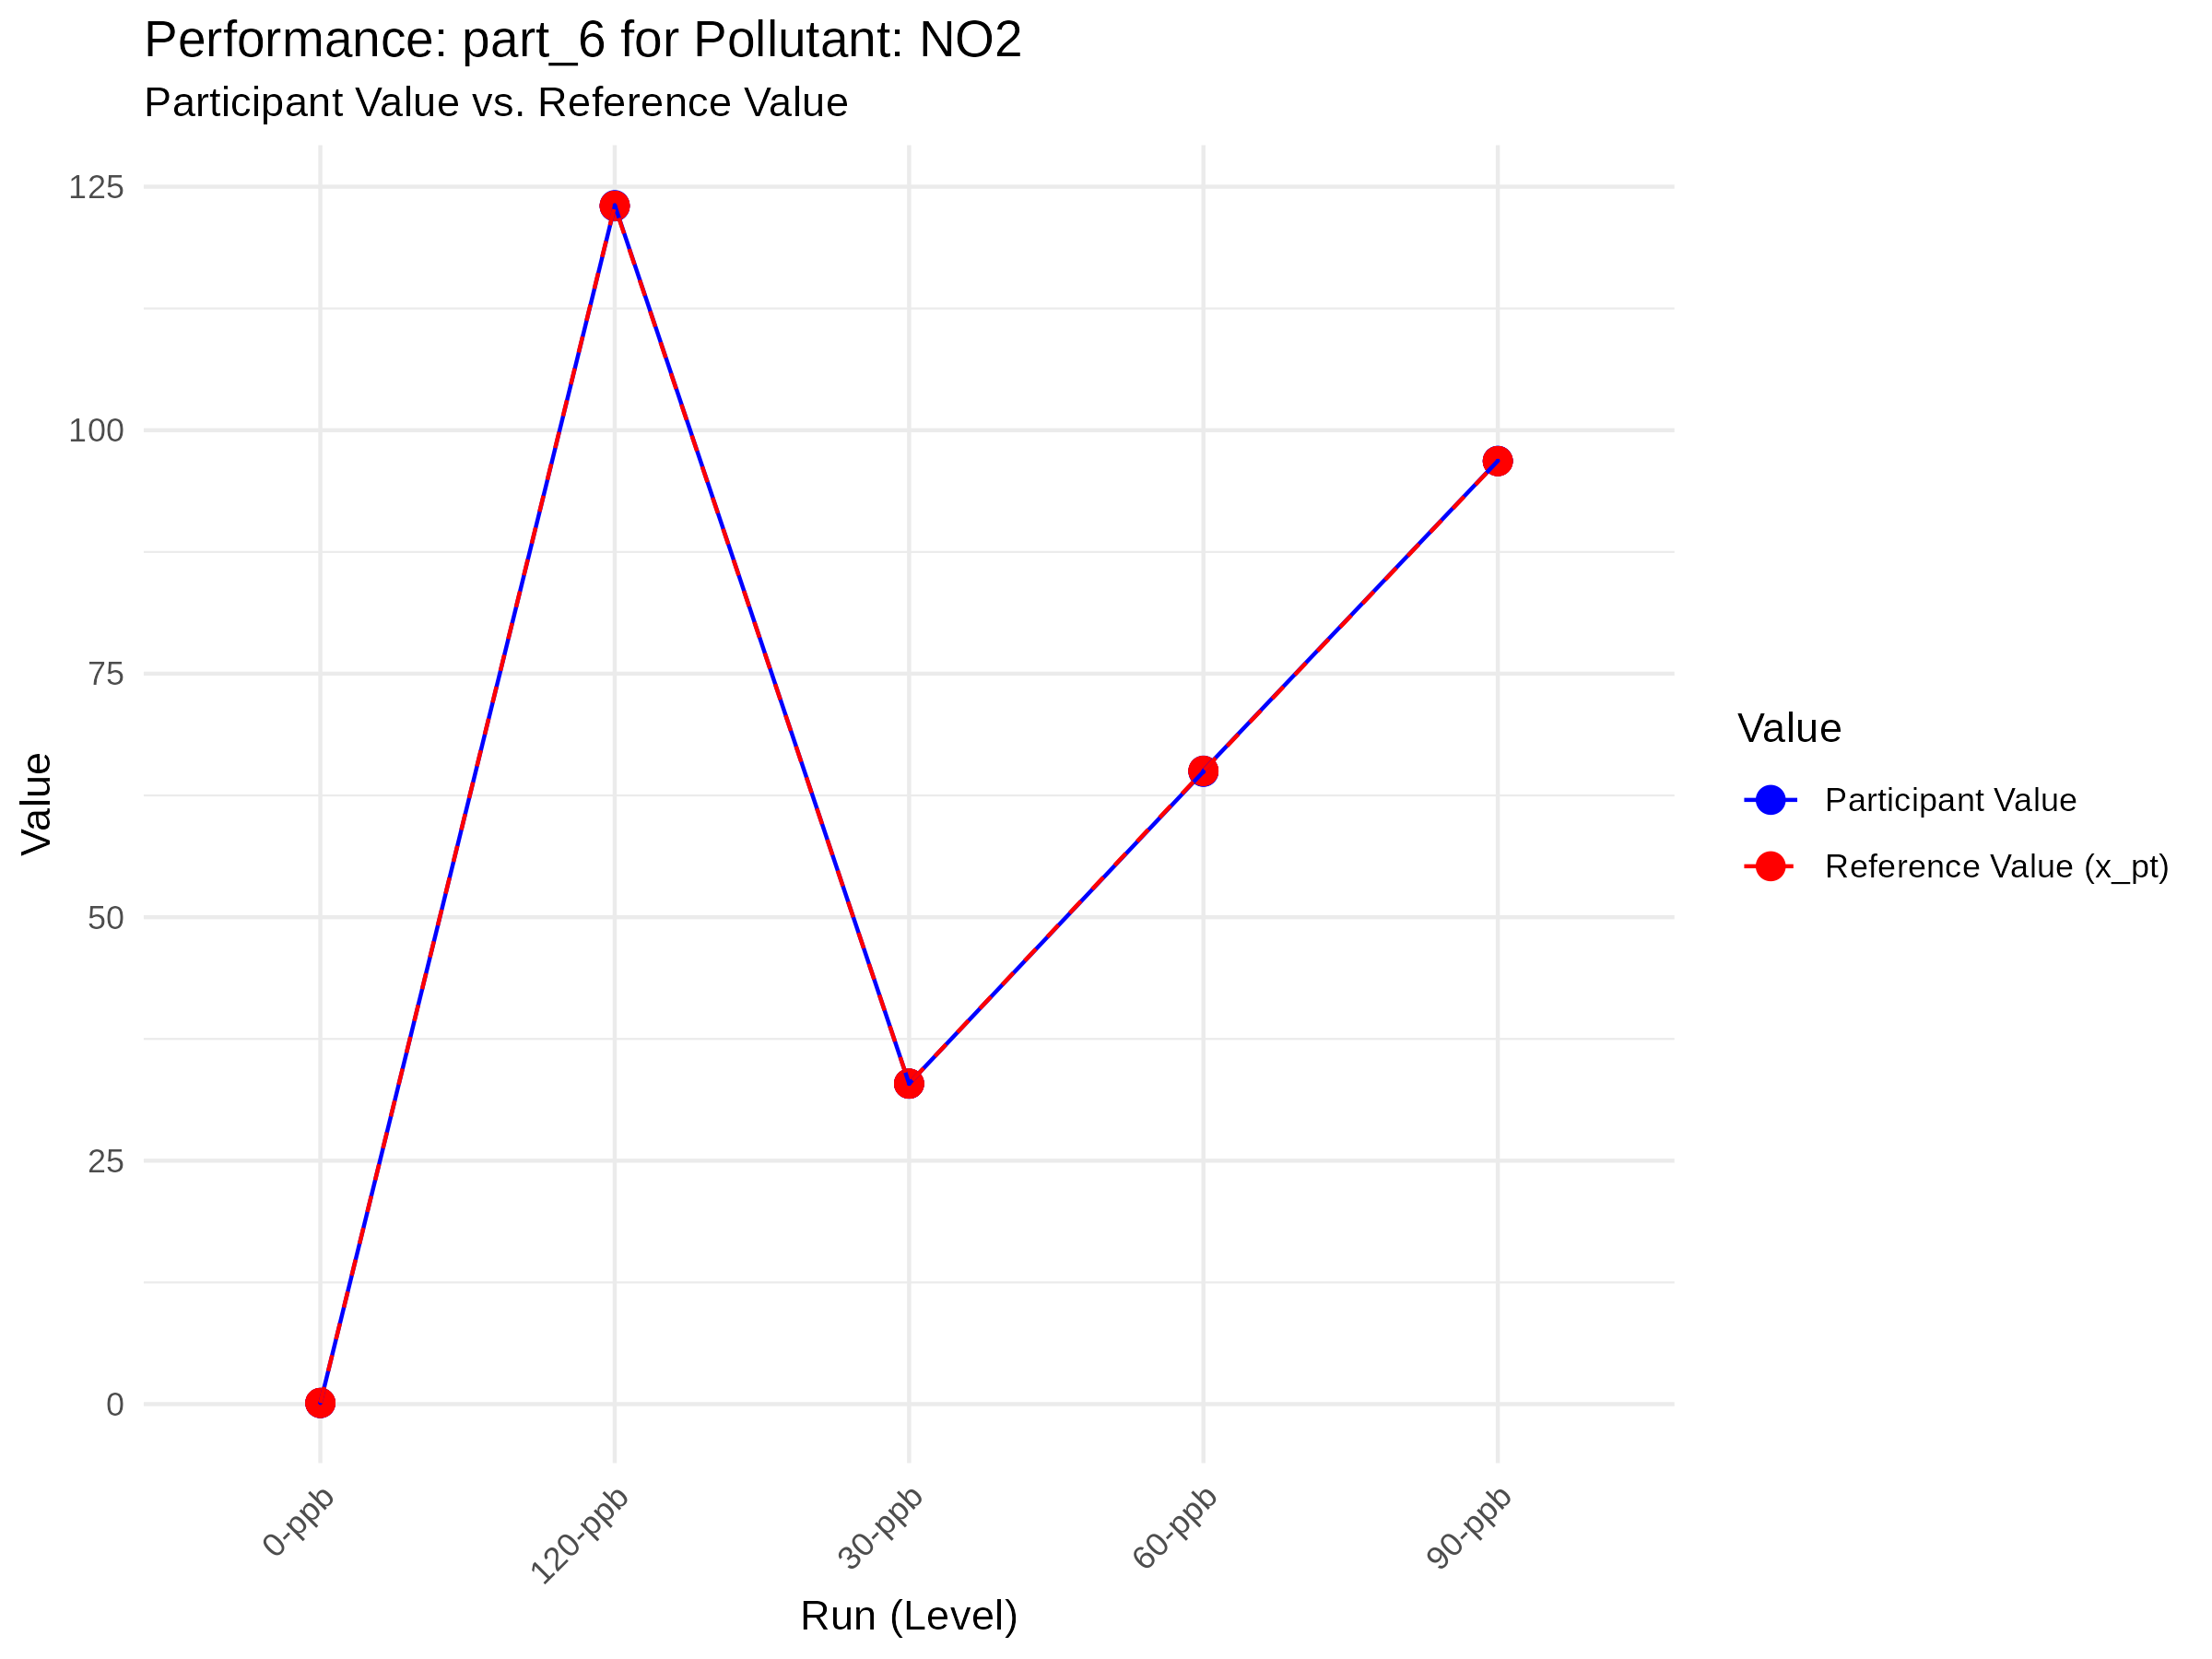 Performance: part_6 for Pollutant: NO2
Participant Value vs. Reference Value
125
100
75
50
25
0
Value
0-ppb
120-ppb
30-ppb
60-ppb
90-ppb
Run (Level)
Value
Participant Value
Reference Value (x_pt)